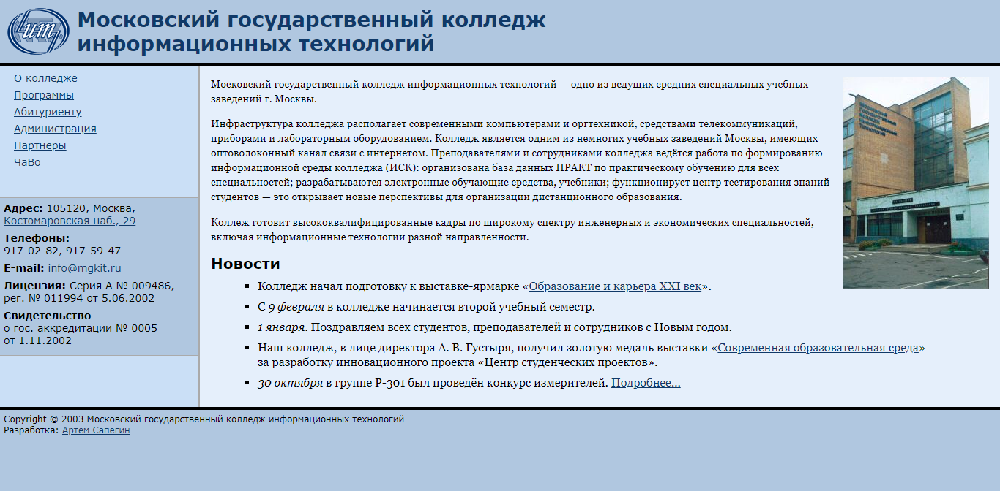 ит
Московский государственный колледж
информационных технологий
О колледже
Программы
Абитуриенту
Администрация
Партнёры
ЧаВо
Адрес: 105120, Москва,
Костомаровская наб., 29
Телефоны:
917-02-82, 917-59-47
E-mail: info@mgkit.ru
Лицензия: Серия А № 009486,
рег. № 011994 от 5.06.2002
Свидетельство
о гос. аккредитации № 0005
от 1.11.2002
Московский государственный колледж информационных технологий — одно из ведущих средних специальных учебных
заведений г. Москвы.
Инфраструктура колледжа располагает современными компьютерами и оргтехникой, средствами телекоммуникаций,
приборами и лабораторным оборудованием. Колледж является одним из немногих учебных заведений Москвы, имеющих
оптоволоконный канал связи с интернетом. Преподавателями и сотрудниками колледжа ведётся работа по формированию
информационной среды колледжа (ИСК): организована база данных ПРАКТ по практическому обучению для всех
специальностей; разрабатываются электронные обучающие средства, учебники; функционирует центр тестирования знаний
студентов — это открывает новые перспективы для организации дистанционного образования.
Коллеж готовит высококвалифицированные кадры по широкому спектру инженерных и экономических специальностей,
включая информационные технологии разной направленности.
Московский
Государственный
Колледж
Информационных
Технологий
Новости
Колледж начал подготовку к выставке-ярмарке «Образование и карьера XXI век».
С 9 февраля в колледже начинается второй учебный семестр.
1 января. Поздравляем всех студентов, преподавателей и сотрудников с Новым годом.
Наш колледж, в лице директора А. В. Густыря, получил золотую медаль выставки «Современная образовательная среда»
за разработку инновационного проекта «Центр студенческих проектов».
30 октября в группе Р-301 был проведён конкурс измерителей. Подробнее...
Copyright © 2003 Московский государственный колледж информационных технологий
Разработка: Артём Сапегин